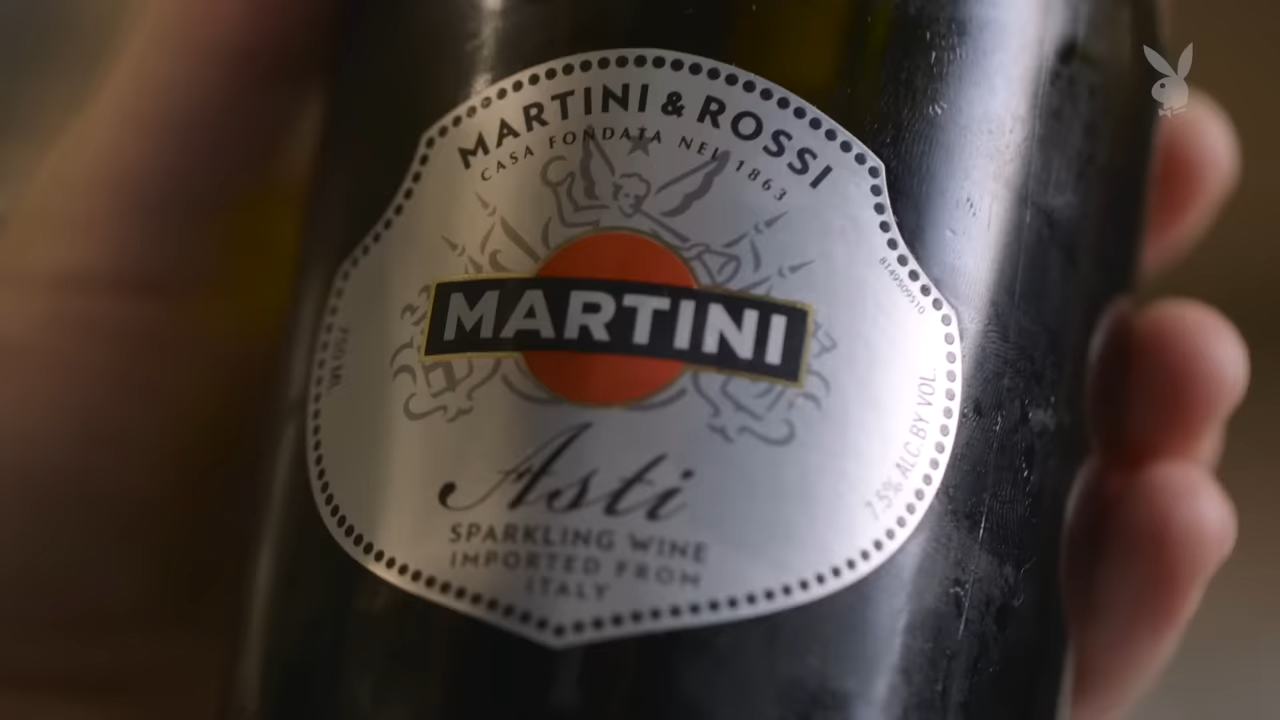 MARTINI & ROSSI
CASA FONDATA NEL 1863
MARTINI
8149509510
750 ML
7.5% ALC.BY VOL.
Asti
SPARKLING WINE
IMPORTED FROM
ITALY